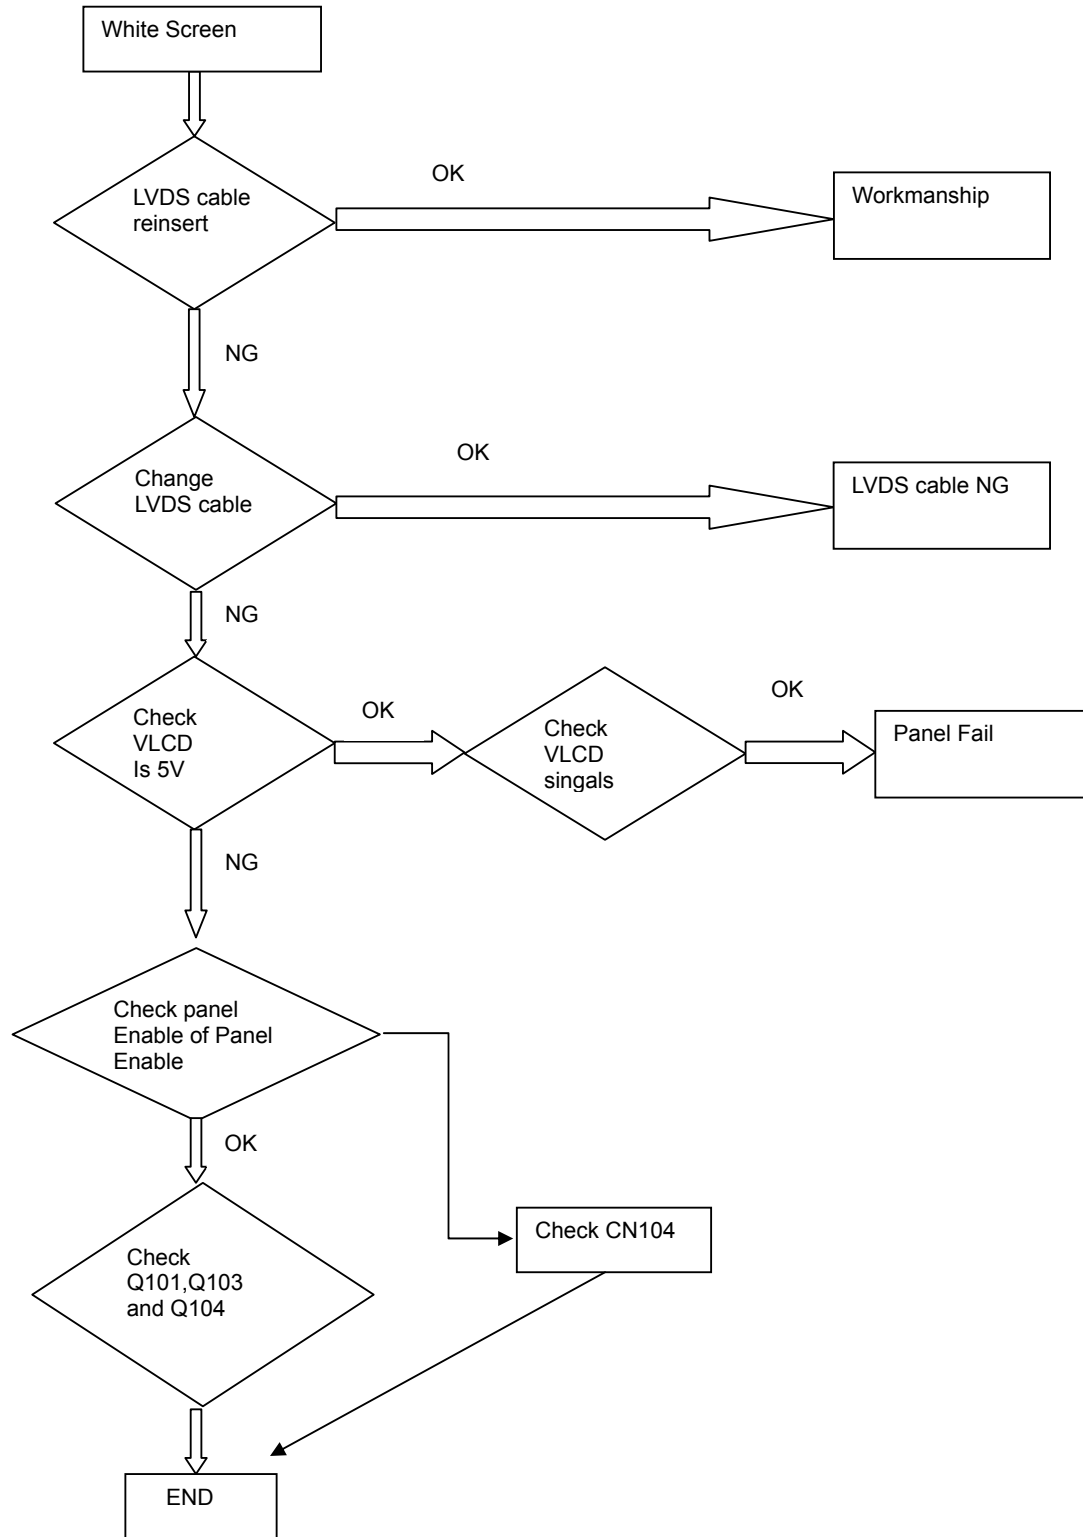 White Screen
OK
LVDS cable
reinsert
Workmanship
NG
OK
Change
LVDS cable
LVDS cable NG
NG
OK
OK
Check
VLCD
Is 5V
Check
VLCD
singals
Panel Fail
NG
Check panel
Enable of Panel
Enable
OK
Check CN104
Check
Q101,Q103
and Q104
END